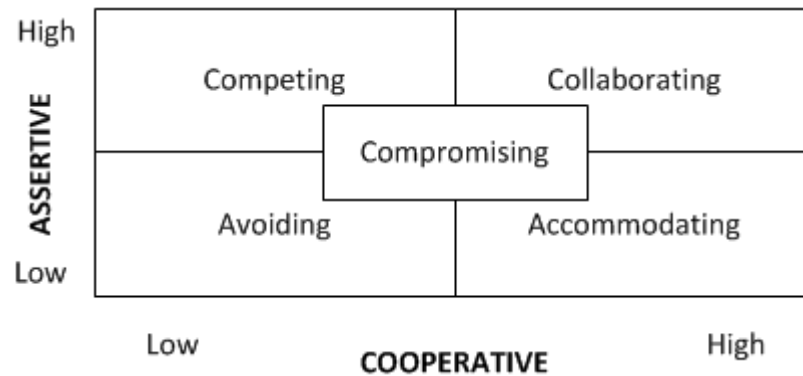 High
Competing
Collaborating
ASSERTIVE
Compromising
Avoiding
Accommodating
Low
Low
High
COOPERATIVE